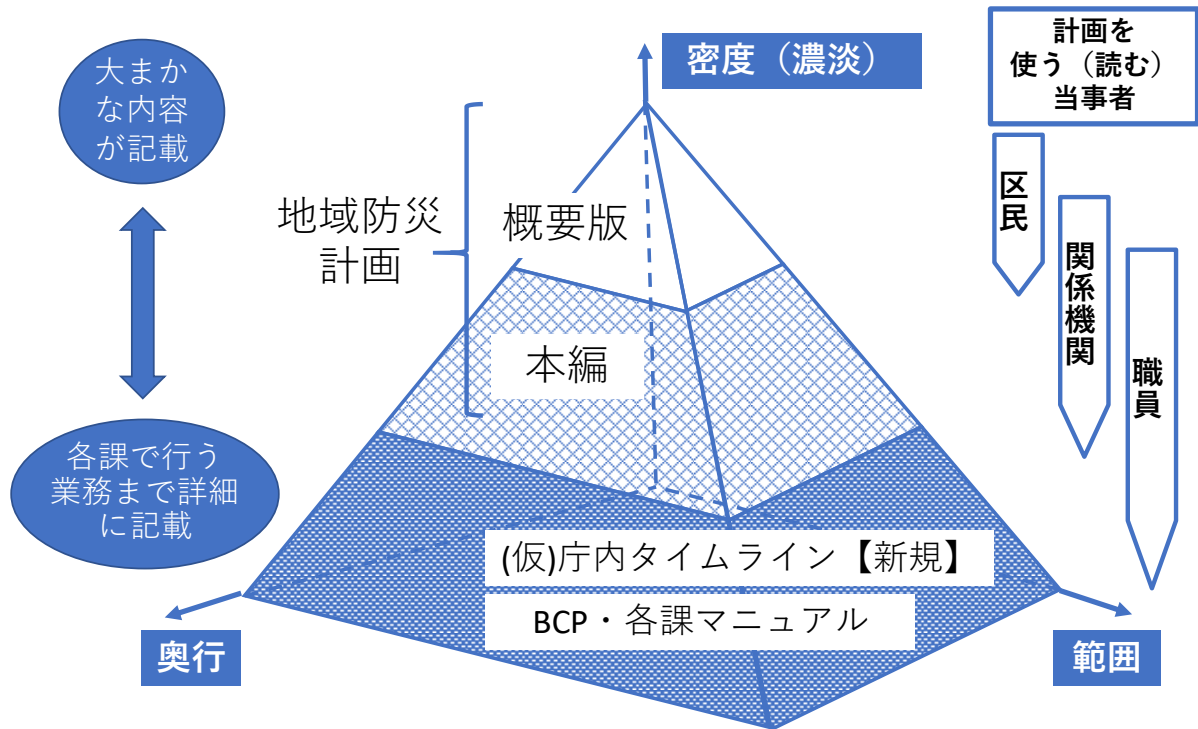 大まか
な内容
が記載
各課で行う
業務まで詳細
に記載
地域防災
計画
密度（濃淡）
概要版
本編
(仮)庁内タイムライン【新規】
BCP・各課マニュアル
奥行
範囲
計画を
使う（読む）
当事者
区民
関係機関
職員